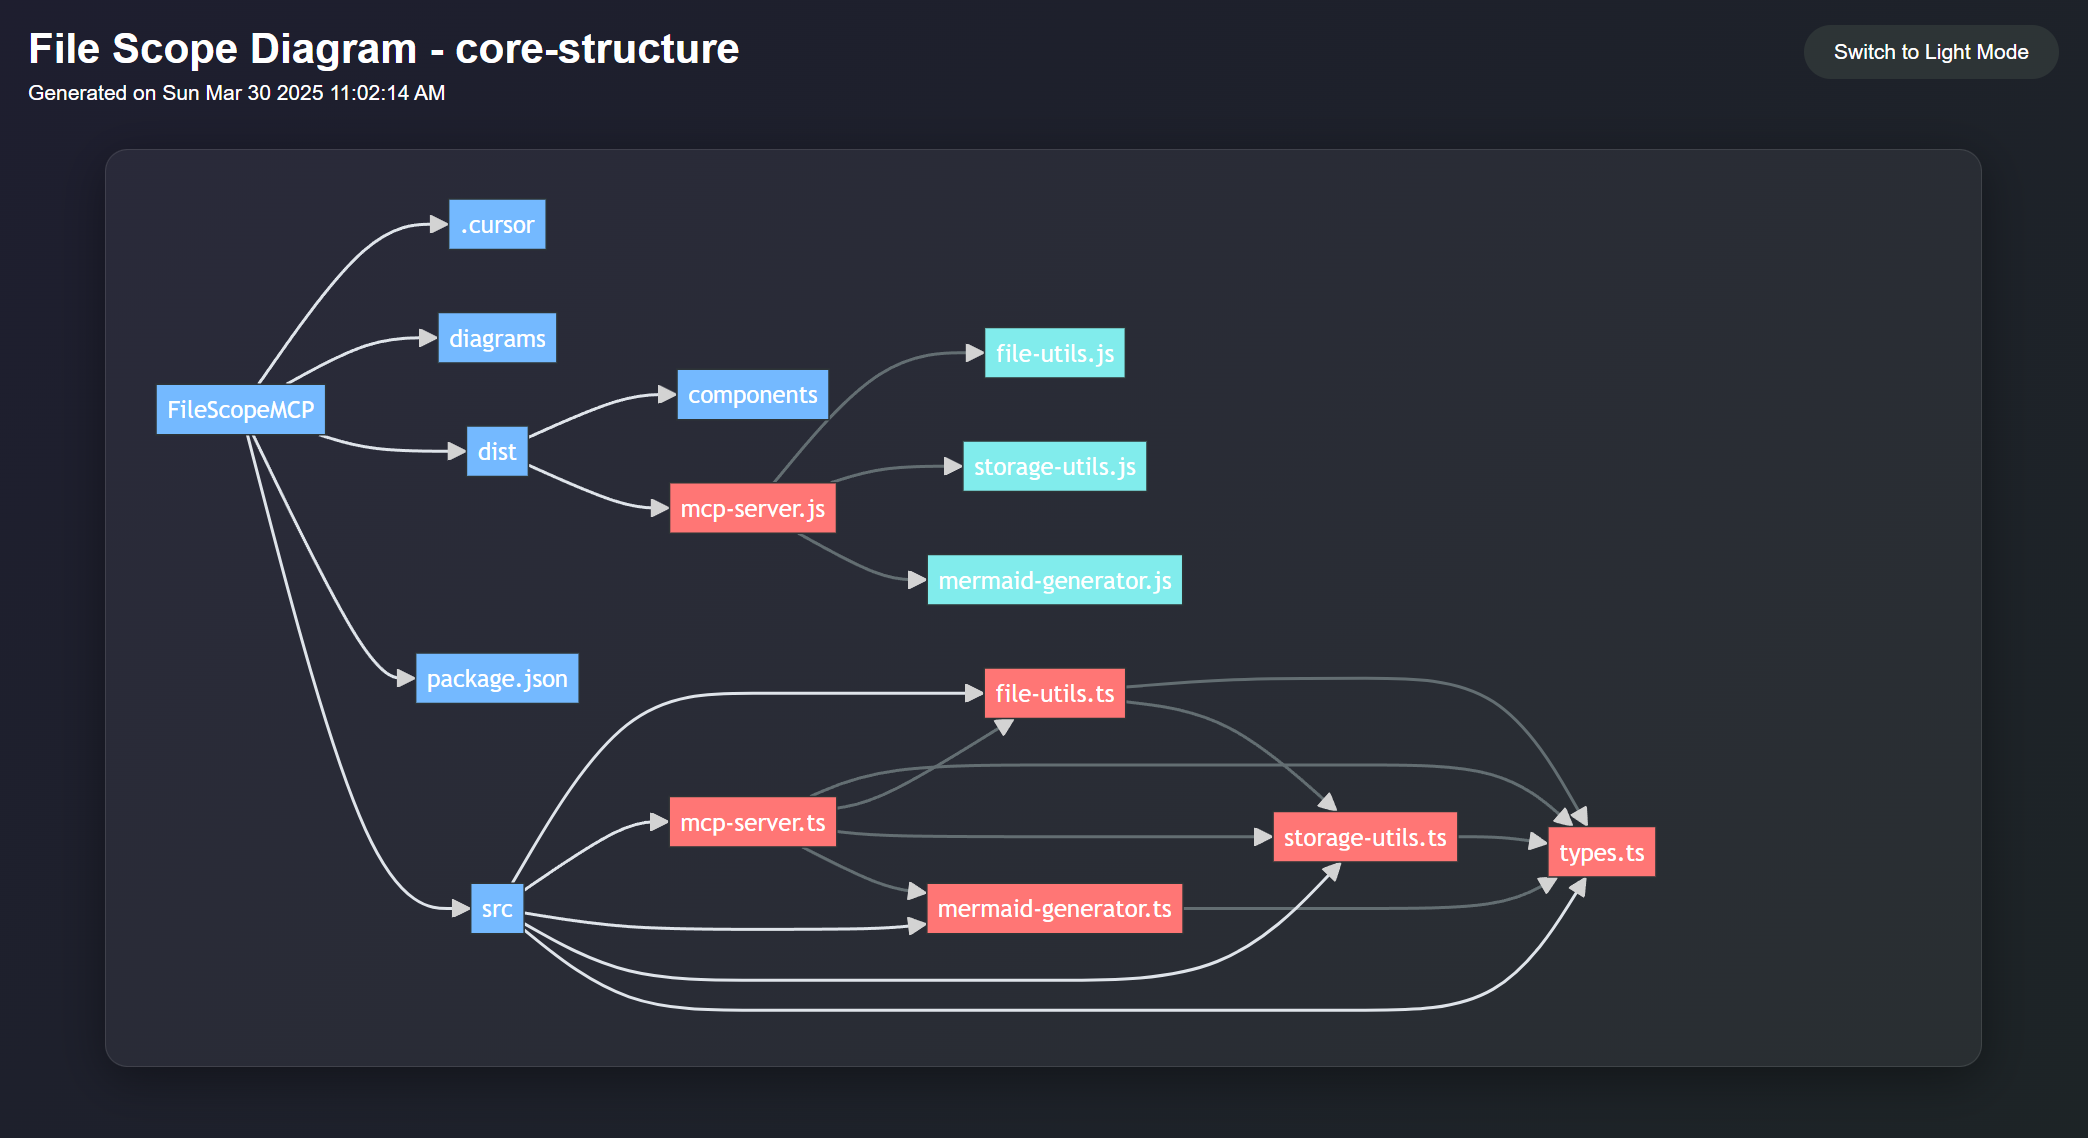 File Scope Diagram - core-structure
Generated on Sun Mar 30 2025 11:02:14 AM
Switch to Light Mode
.cursor
diagrams
FileScopeMCP
dist
components
mcp-server.js
file-utils.js
storage-utils.js
mermaid-generator.js
package.json
src
file-utils.ts
mcp-server.ts
mermaid-generator.ts
storage-utils.ts
types.ts